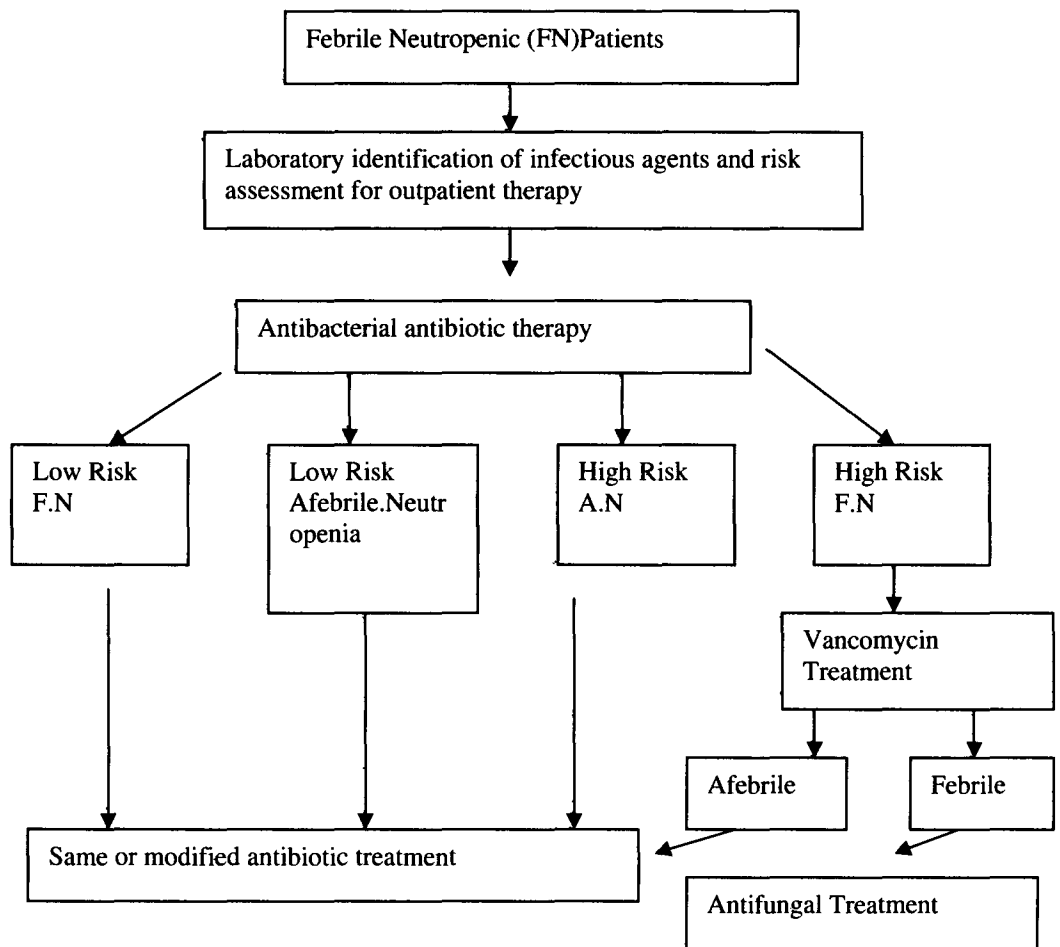 Febrile Neutropenic (FN)Patients
Laboratory identification of infectious agents and risk
assessment for outpatient therapy
Antibacterial antibiotic therapy
Low Risk
F.N
Low Risk
Afebrile.Neutr
openia
High Risk
A.N
High Risk
F.N
Vancomycin
Treatment
Afebrile
Febrile
Same or modified antibiotic treatment
Antifungal Treatment